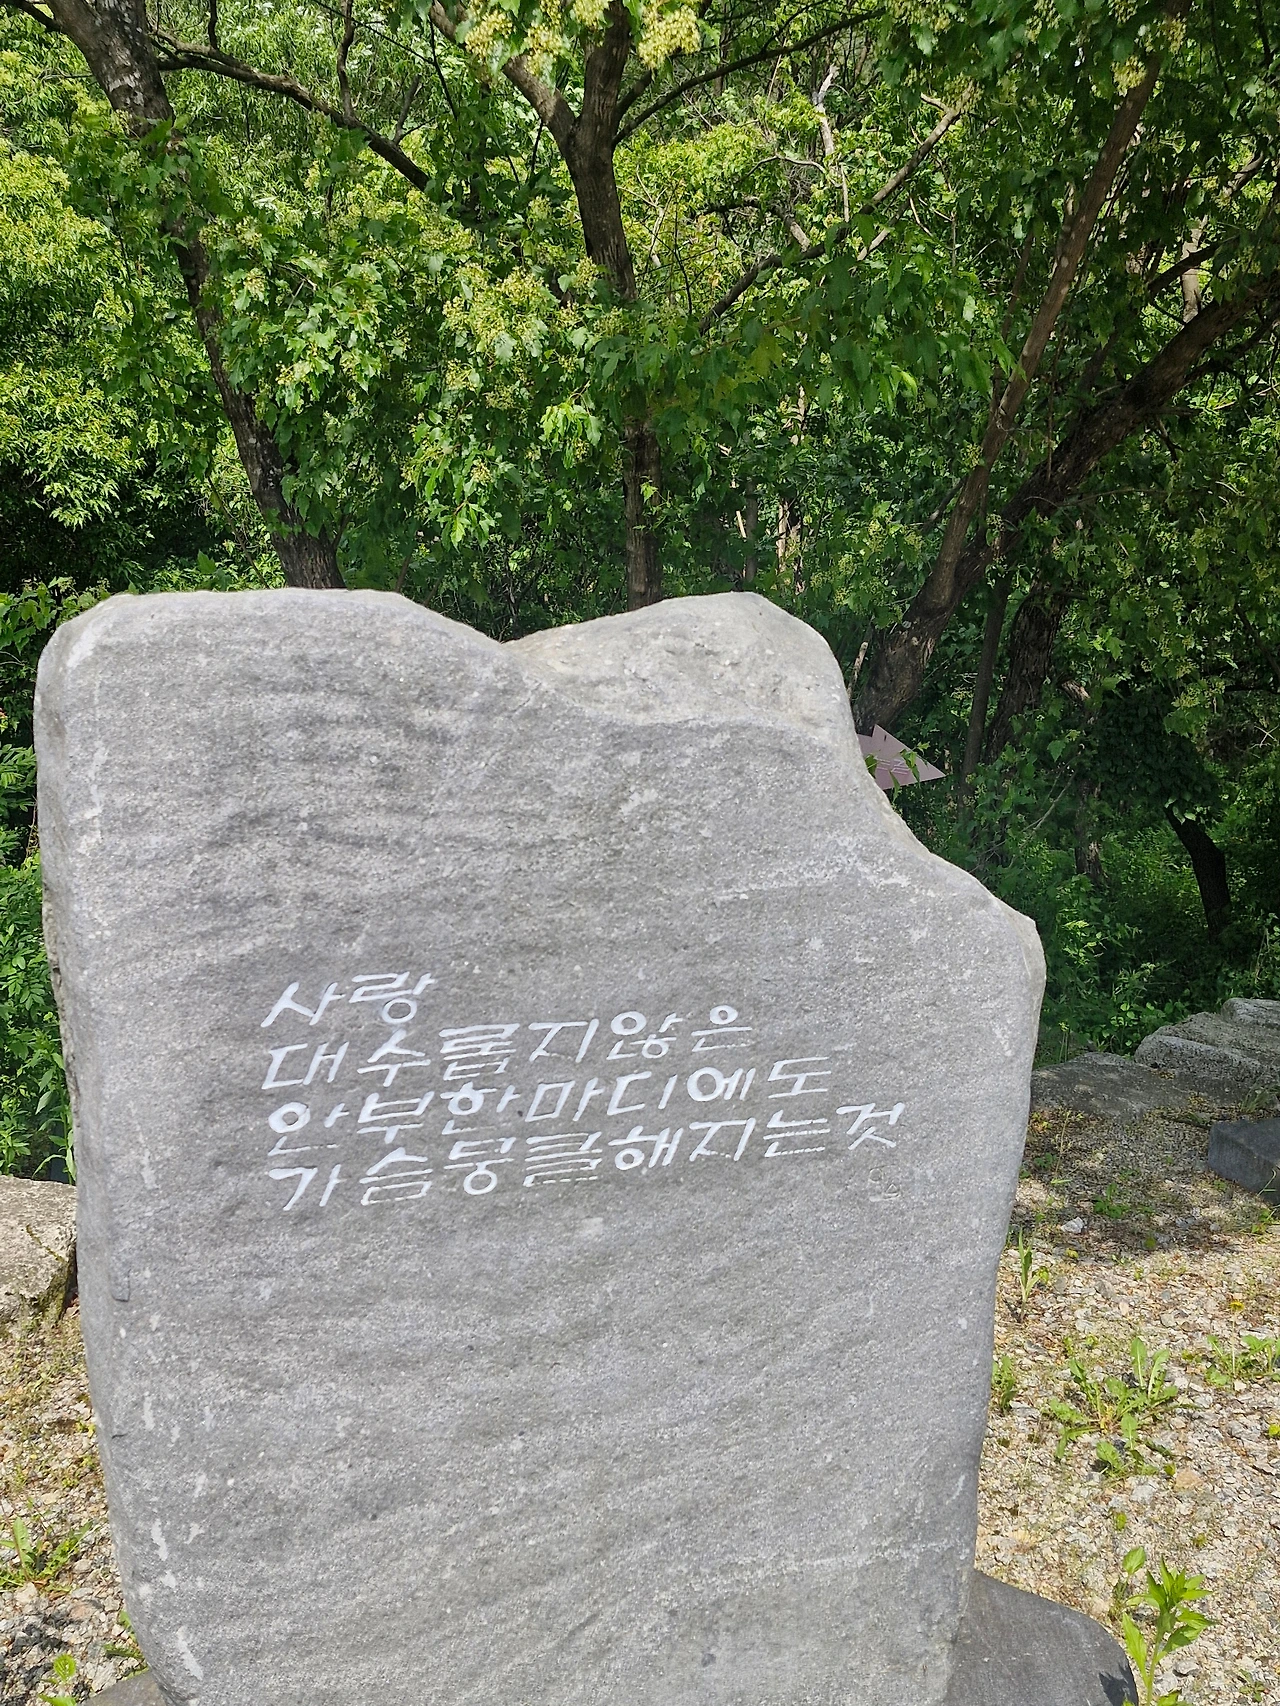 사랑
대수롭지않은
안부한마디에도
가슴뭉클해지는것